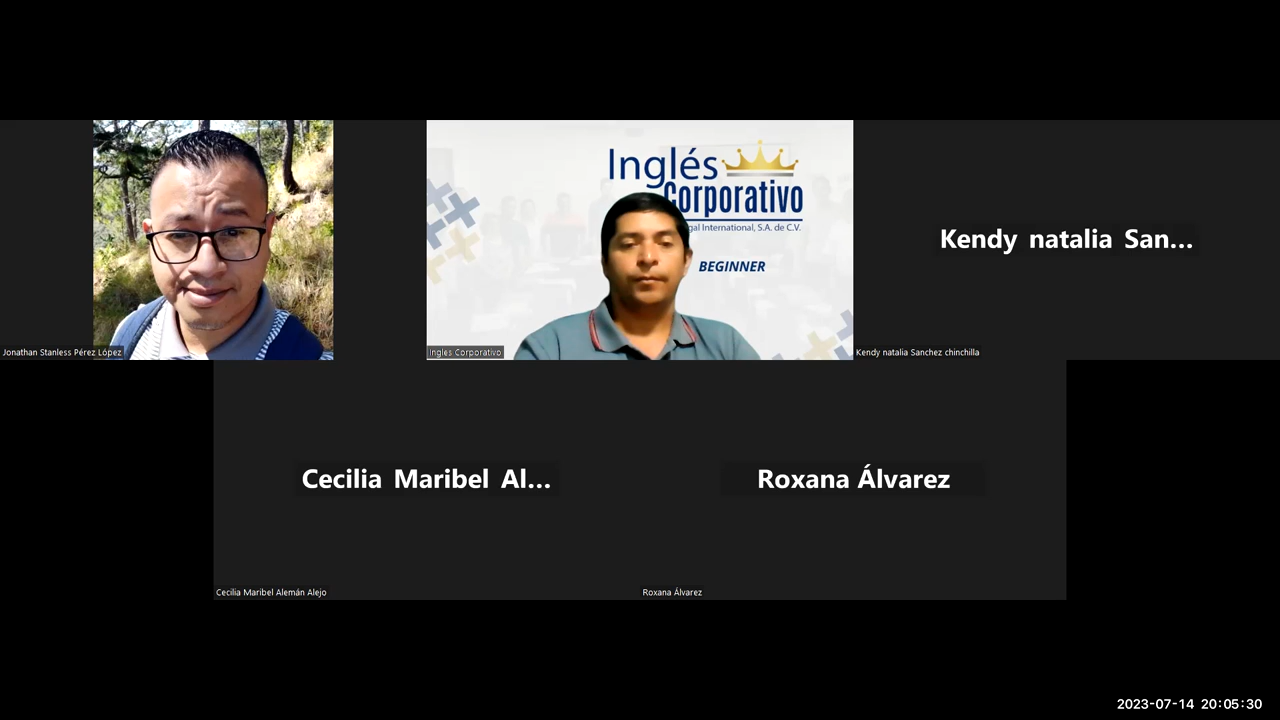 Inglés
Corporativo
gal International, S.A. de C.V.
BEGINNER
Kendy natalia San...
Jonathan Stanless Pérez López
Ingles Corporativo
Kendy natalia Sanchez chinchilla
Cecilia Maribel Al...
Roxana Álvarez
Cecilia Maribel Alemán Alejo
Roxana Álvarez
2023-07-14 20:05:30